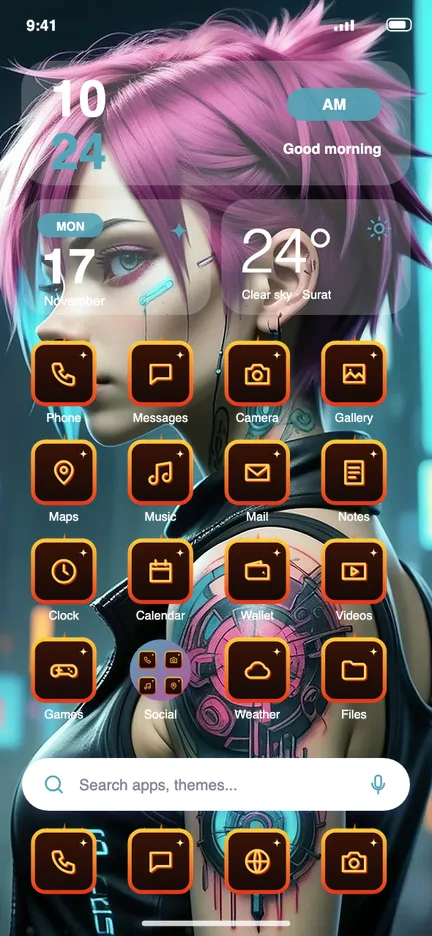 9:41
10
24
AM
Good morning
MON
17
November
24°
Clear sky · Surat
Phone
Messages
Camera
Gallery
Maps
Music
Mail
Notes
Clock
Calendar
Wallet
Videos
Games
Social
Weather
Files
Search apps, themes...